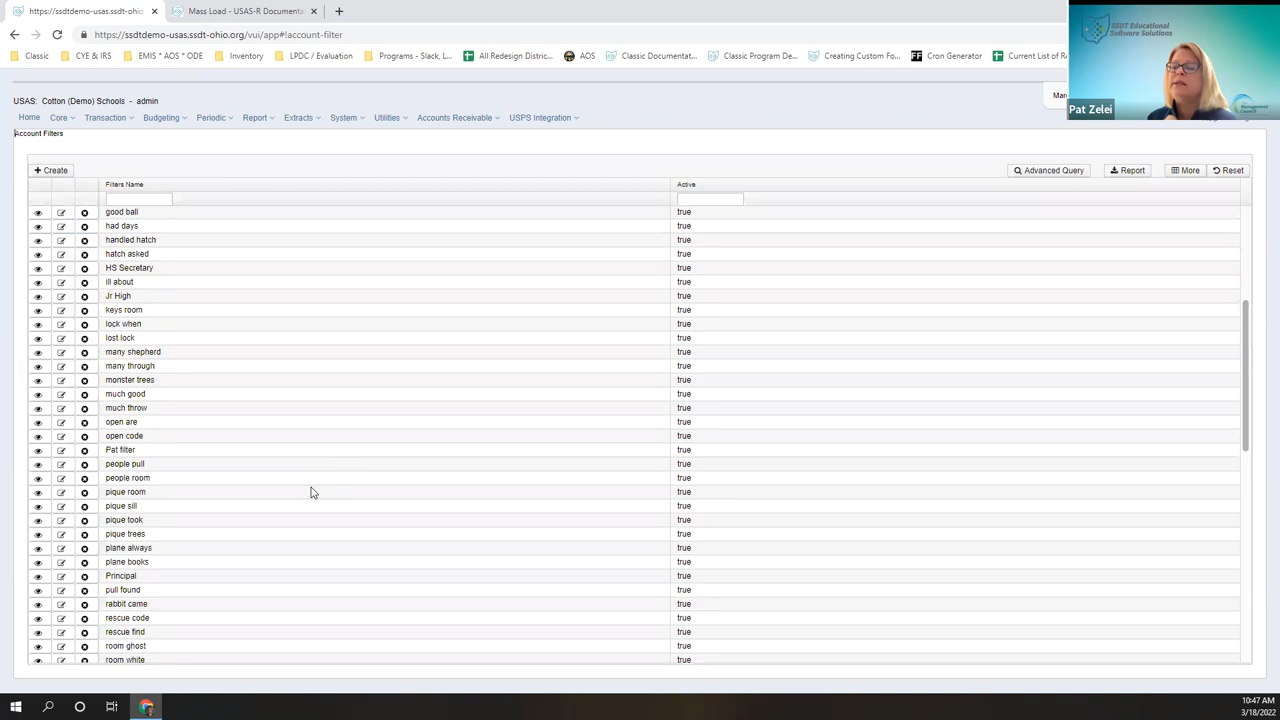 https://ssdtdemo-usas.ssdt-ohio.org
Mass Load - USAS-R Documenta
https://ssdtdemo-usas.ssdt-ohio.org/vui/app#!account-filter
Classic
CYE & IRS
EMIS * AOS * ODE
Inventory
LPDC / Evaluation
Programs - Slack, L...
All Redesign Distric...
AOS
Classic Documentat...
Classic Program De...
Creating Custom Fo...
Cron Generator
Current List of R
SSDT Educational
Software Solutions
Management
Council
Pat Zelei
USAS: Cotton (Demo) Schools - admin
Home
Core
Transaction
Budgeting
Periodic
Report
Extracts
System
Utilities
Accounts Receivable
USPS Integration
Account Filters
Create
Advanced Query
Report
More
Reset
Filters Name
Active
good ball true
had days true
handled hatch true
hatch asked true
HS Secretary true
ill about true
Jr High true
keys room true
lock when true
lost lock true
many shepherd true
many through true
monster trees true
much good true
much throw true
open are true
open code true
Pat filter true
people pull true
people room true
pique room true
pique sill true
pique took true
pique trees true
plane always true
plane books true
Principal true
pull found true
rabbit came true
rescue code true
rescue find true
room ghost true
room white true
10:47 AM
3/18/2022